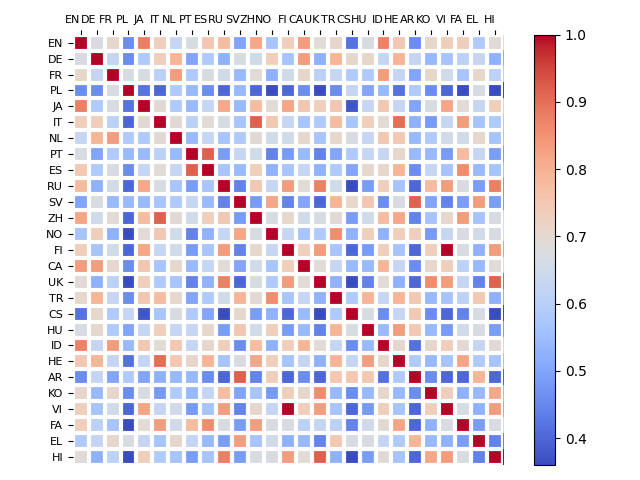 EN DE FR PL JA IT NL PT ES RU SV ZH NO FI CA UK TR CS HU ID HE AR KO VI FA EL HI
EN
DE
FR
PL
JA
IT
NL
PT
ES
RU
SV
ZH
NO
FI
CA
UK
TR
CS
HU
ID
HE
AR
KO
VI
FA
EL
HI
1.0
0.9
0.8
0.7
0.6
0.5
0.4